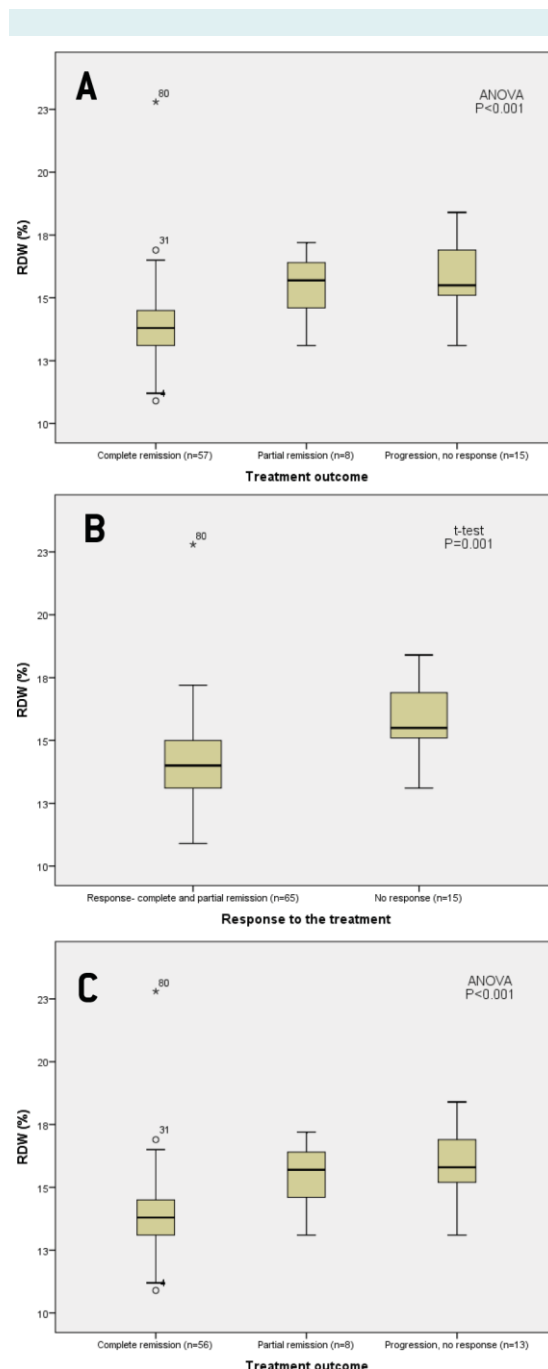 A
80
ANOVA
P<0.001
23
20
31
18
RDW (%)
15
13
10
Complete remission (n=57) Partial remission (n=8) Progression, no response (n=15)
Treatment outcome
B
80
t-test
P=0.001
23
20
18
RDW (%)
15
13
10
Response- complete and partial remission (n=65) No response (n=15)
Response to the treatment
C
80
ANOVA
P<0.001
23
20
31
18
RDW (%)
15
13
10
Complete remission (n=56) Partial remission (n=8) Progression, no response (n=13)
Treatment outcome